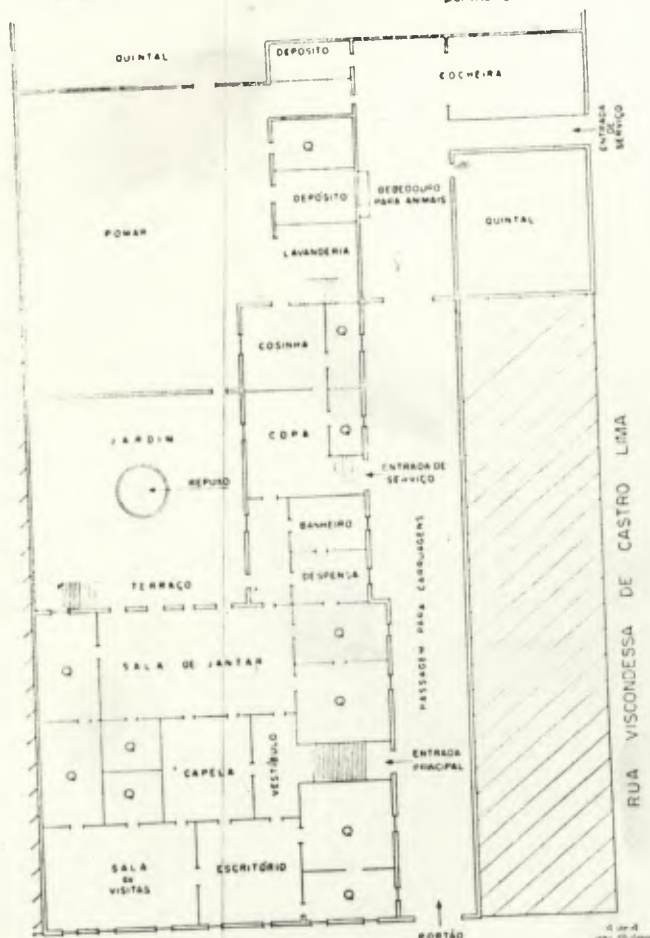 QUINTAL
DEPOSITO
COCHEIRA
ENTRADA
DE
SERVIÇO
Q
DEPÓSITO
BEBEDOURO
PARA ANIMAIS
QUINTAL
POMAR
LAVANDERIA
COSINHA
Q
JARDIM
COPA
Q
REPUXO
ENTRADA DE
SERVIÇO
BANHEIRO
TERRAÇO
DESPENSA
PASSAGEM PARA CARRUAGENS
RUA VISCONDESSA DE CASTRO LIMA
Q
SALA DE JANTAR
Q
Q
Q
CAPELA
VESTÍBULO
ENTRADA
PRINCIPAL
Q
Q
Q
SALA
DE
VISITAS
ESCRITÓRIO
Q
Q
PORTÃO